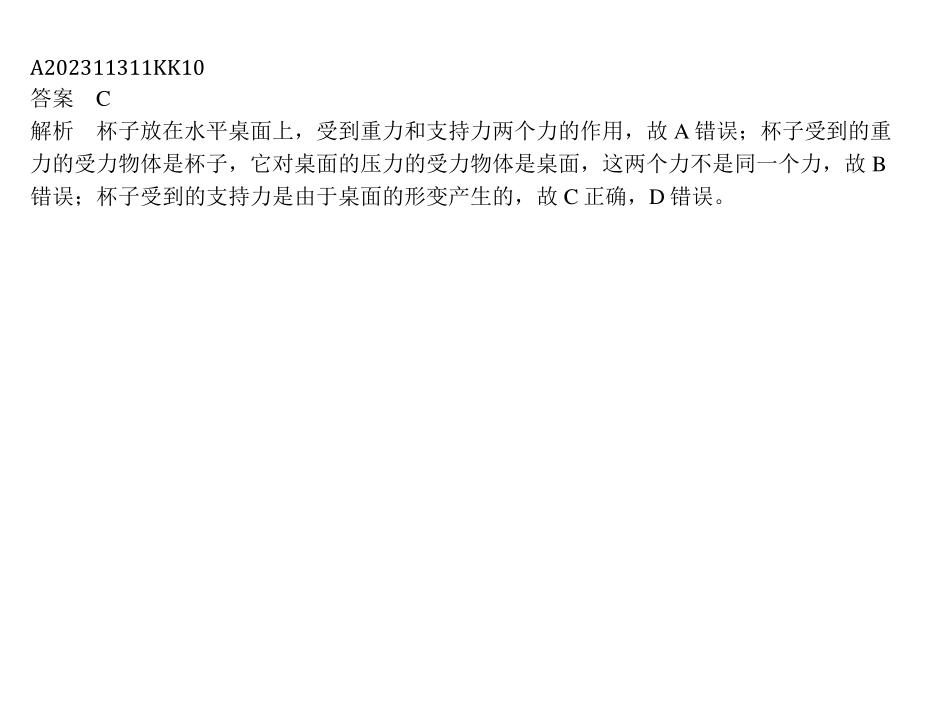 A202311311KK10
答案　C
解析　杯子放在水平桌面上，受到重力和支持力两个力的作用，故 A 错误；杯子受到的重
力的受力物体是杯子，它对桌面的压力的受力物体是桌面，这两个力不是同一个力，故 B
错误；杯子受到的支持力是由于桌面的形变产生的，故 C 正确，D 错误。